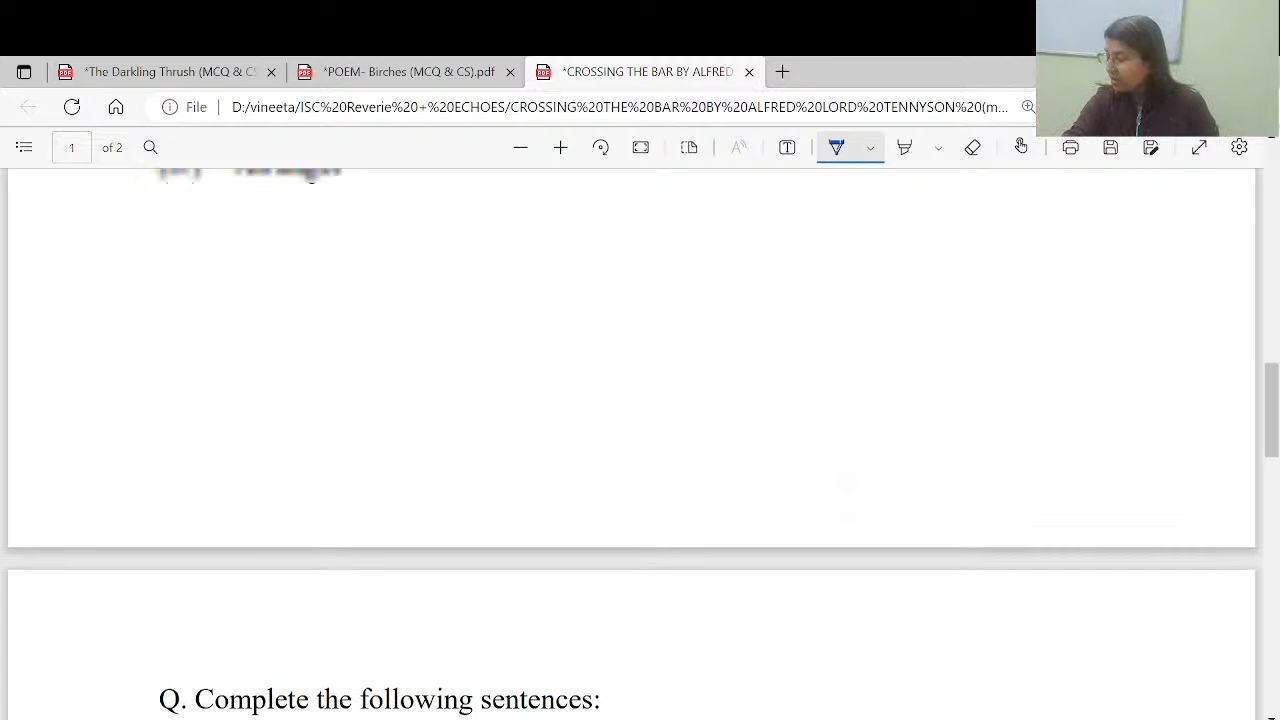 *The Darkling Thrush (MCQ & CS
*POEM- Birches (MCQ & CS).pdf
*CROSSING THE BAR BY ALFRED
File
D:/vineeta/ISC%20Reverie%20+%20ECHOES/CROSSING%20THE%20BAR%20BY%20ALFRED%20LORD%20TENNYSON%20(m...
1 of 2
Q. Complete the following sentences: